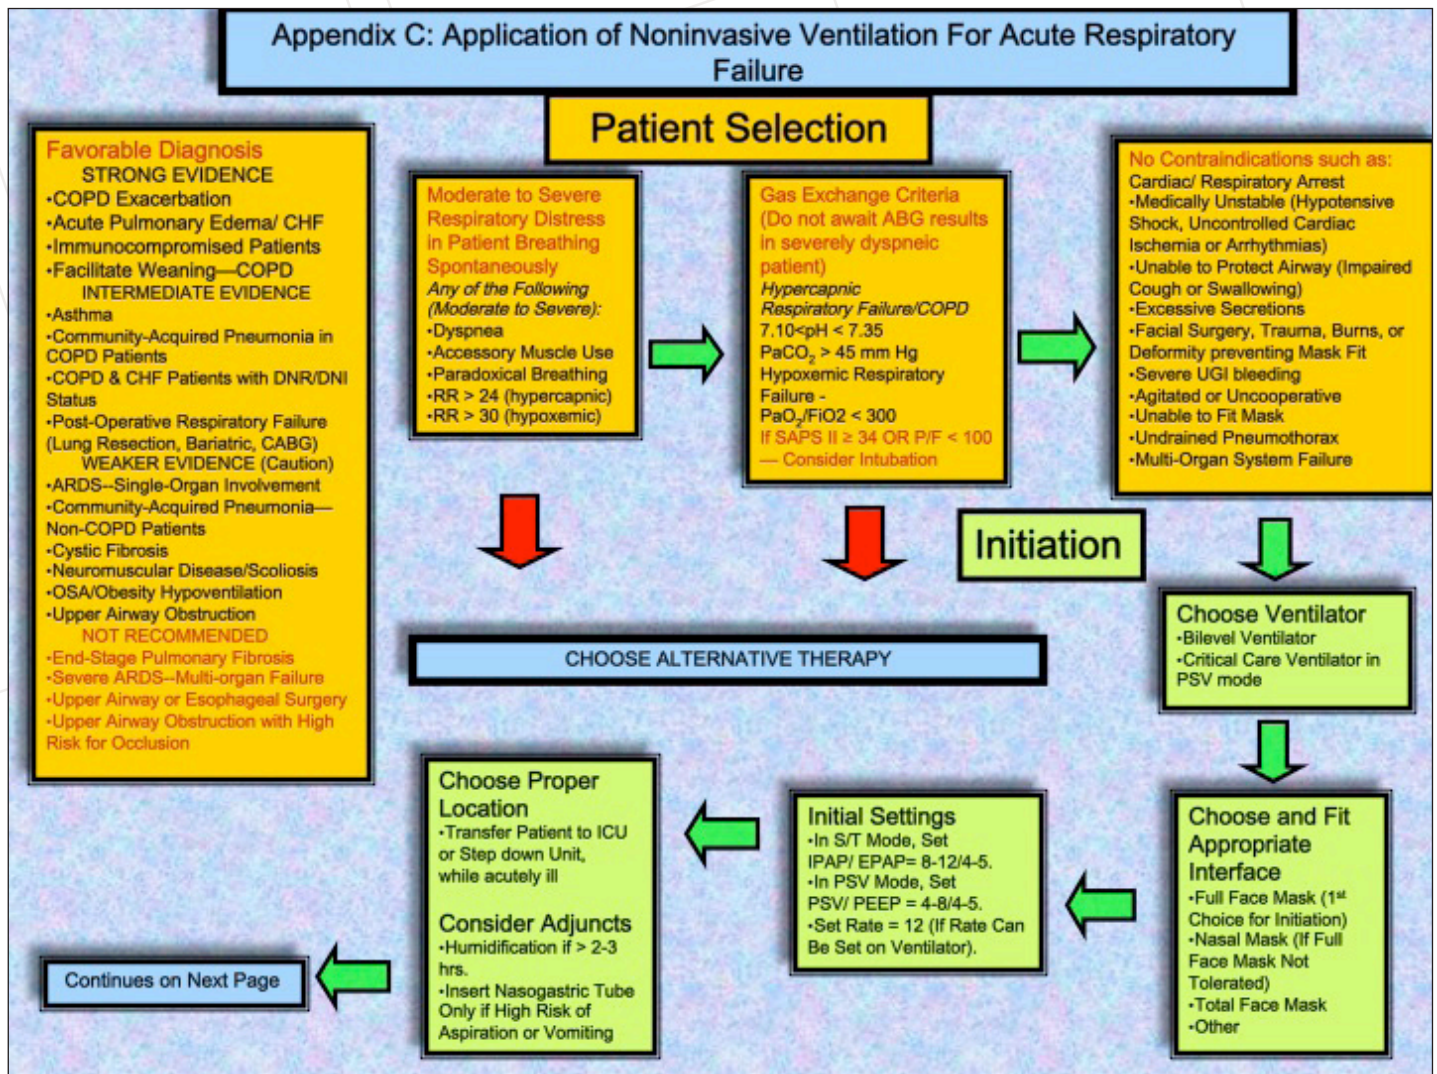 Appendix C: Application of Noninvasive Ventilation For Acute Respiratory
Failure
Patient Selection
Favorable Diagnosis
STRONG EVIDENCE
•COPD Exacerbation
•Acute Pulmonary Edema/ CHF
•Immunocompromised Patients
•Facilitate Weaning—COPD
INTERMEDIATE EVIDENCE
•Asthma
•Community-Acquired Pneumonia in
COPD Patients
•COPD & CHF Patients with DNR/DNI
Status
•Post-Operative Respiratory Failure
(Lung Resection, Bariatric, CABG)
WEAKER EVIDENCE (Caution)
•ARDS--Single-Organ Involvement
•Community-Acquired Pneumonia—
Non-COPD Patients
•Cystic Fibrosis
•Neuromuscular Disease/Scoliosis
•OSA/Obesity Hypoventilation
•Upper Airway Obstruction
NOT RECOMMENDED
•End-Stage Pulmonary Fibrosis
•Severe ARDS--Multi-organ Failure
•Upper Airway or Esophageal Surgery
•Upper Airway Obstruction with High
Risk for Occlusion
Moderate to Severe
Respiratory Distress
in Patient Breathing
Spontaneously
Any of the Following
(Moderate to Severe):
•Dyspnea
•Accessory Muscle Use
•Paradoxical Breathing
•RR > 24 (hypercapnic)
•RR > 30 (hypoxemic)
Gas Exchange Criteria
(Do not await ABG results
in severely dyspneic
patient)
Hypercapnic
Respiratory Failure/COPD
7.10<pH < 7.35
PaCO₂ > 45 mm Hg
Hypoxemic Respiratory
Failure -
PaO₂/FiO2 < 300
If SAPS II ≥ 34 OR P/F < 100
— Consider Intubation
No Contraindications such as:
Cardiac/ Respiratory Arrest
•Medically Unstable (Hypotensive
Shock, Uncontrolled Cardiac
Ischemia or Arrhythmias)
•Unable to Protect Airway (Impaired
Cough or Swallowing)
•Excessive Secretions
•Facial Surgery, Trauma, Burns, or
Deformity preventing Mask Fit
•Severe UGI bleeding
•Agitated or Uncooperative
•Unable to Fit Mask
•Undrained Pneumothorax
•Multi-Organ System Failure
Initiation
CHOOSE ALTERNATIVE THERAPY
Choose Ventilator
•Bilevel Ventilator
•Critical Care Ventilator in
PSV mode
Choose and Fit
Appropriate
Interface
•Full Face Mask (1ˢᵗ
Choice for Initiation)
•Nasal Mask (If Full
Face Mask Not
Tolerated)
•Total Face Mask
•Other
Initial Settings
•In S/T Mode, Set
IPAP/ EPAP= 8-12/4-5.
•In PSV Mode, Set
PSV/ PEEP = 4-8/4-5.
•Set Rate = 12 (If Rate Can
Be Set on Ventilator).
Choose Proper
Location
•Transfer Patient to ICU
or Step down Unit,
while acutely ill
Consider Adjuncts
•Humidification if > 2-3
hrs.
•Insert Nasogastric Tube
Only if High Risk of
Aspiration or Vomiting
Continues on Next Page